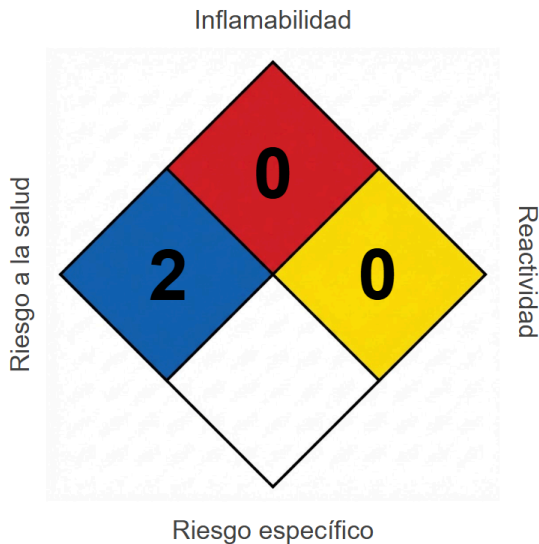 Inflamabilidad
0
Riesgo a la salud
2
0
Reactividad
Riesgo específico